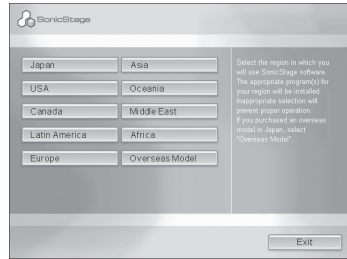 SonicStage
Japan
Asia
USA
Oceania
Canada
Middle East
Latin America
Africa
Europe
Overseas Model
Select the region in which you
will use SonicStage software.
The appropriate program(s) for
your region will be installed.
Inappropriate selection will
prevent proper operation.
If you purchased an overseas
model in Japan, select
"Overseas Model".
Exit